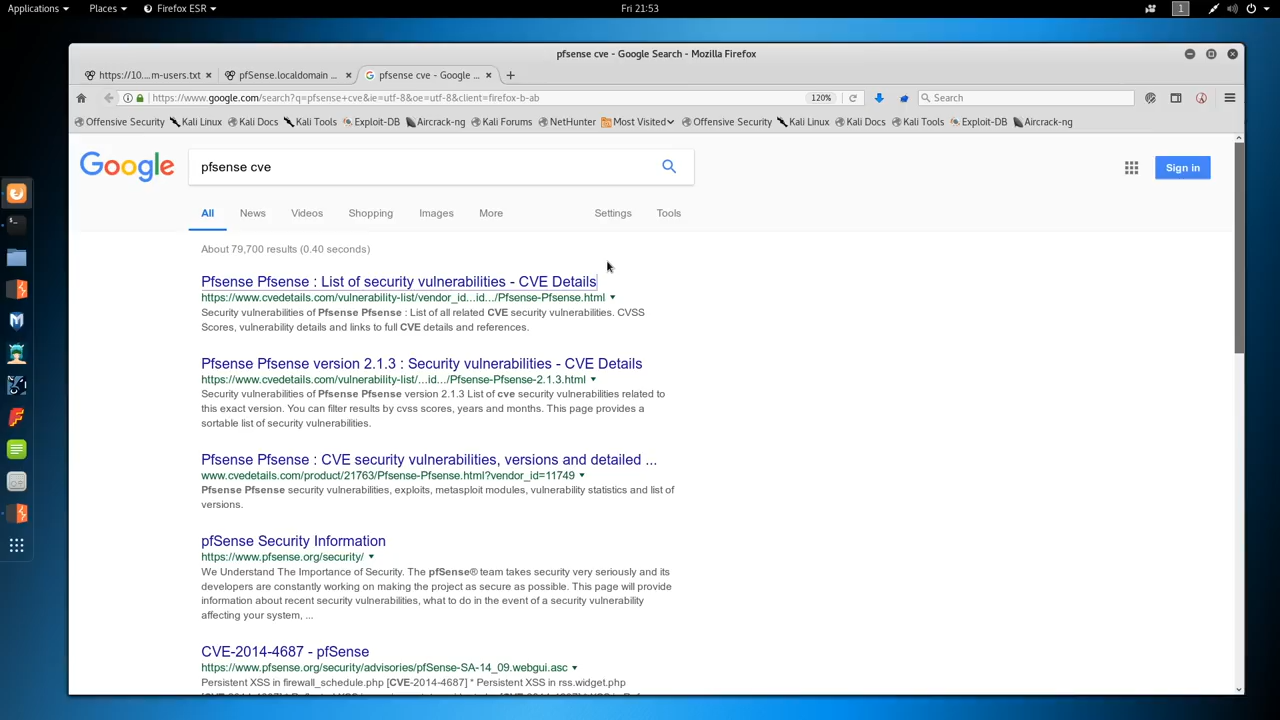 Applications Places Firefox ESR Fri 21:53 1
pfsense cve - Google Search - Mozilla Firefox
https://10....m-users.txt × pfSense.localdomain ... × pfsense cve - Google ... ×
https://www.google.com/search?q=pfsense+cve&ie=utf-8&oe=utf-8&client=firefox-b-ab 120% Search
Offensive Security Kali Linux Kali Docs Kali Tools Exploit-DB Aircrack-ng Kali Forums NetHunter Most Visited Offensive Security Kali Linux Kali Docs Kali Tools Exploit-DB Aircrack-ng
Google pfsense cve Sign in
All News Videos Shopping Images More Settings Tools
About 79,700 results (0.40 seconds)
Pfsense Pfsense : List of security vulnerabilities - CVE Details
https://www.cvedetails.com/vulnerability-list/vendor_id...id.../Pfsense-Pfsense.html
Security vulnerabilities of Pfsense Pfsense : List of all related CVE security vulnerabilities. CVSS
Scores, vulnerability details and links to full CVE details and references.
Pfsense Pfsense version 2.1.3 : Security vulnerabilities - CVE Details
https://www.cvedetails.com/vulnerability-list/...id.../Pfsense-Pfsense-2.1.3.html
Security vulnerabilities of Pfsense Pfsense version 2.1.3 List of cve security vulnerabilities related to
this exact version. You can filter results by cvss scores, years and months. This page provides a
sortable list of security vulnerabilities.
Pfsense Pfsense : CVE security vulnerabilities, versions and detailed ...
www.cvedetails.com/product/21763/Pfsense-Pfsense.html?vendor_id=11749
Pfsense Pfsense security vulnerabilities, exploits, metasploit modules, vulnerability statistics and list of
versions.
pfSense Security Information
https://www.pfsense.org/security/
We Understand The Importance of Security. The pfSense® team takes security very seriously and its
developers are constantly working on making the project as secure as possible. This page will provide
information about recent security vulnerabilities, what to do in the event of a security vulnerability
affecting your system, ...
CVE-2014-4687 - pfSense
https://www.pfsense.org/security/advisories/pfSense-SA-14_09.webgui.asc
Persistent XSS in firewall_schedule.php [CVE-2014-4687] * Persistent XSS in rss.widget.php